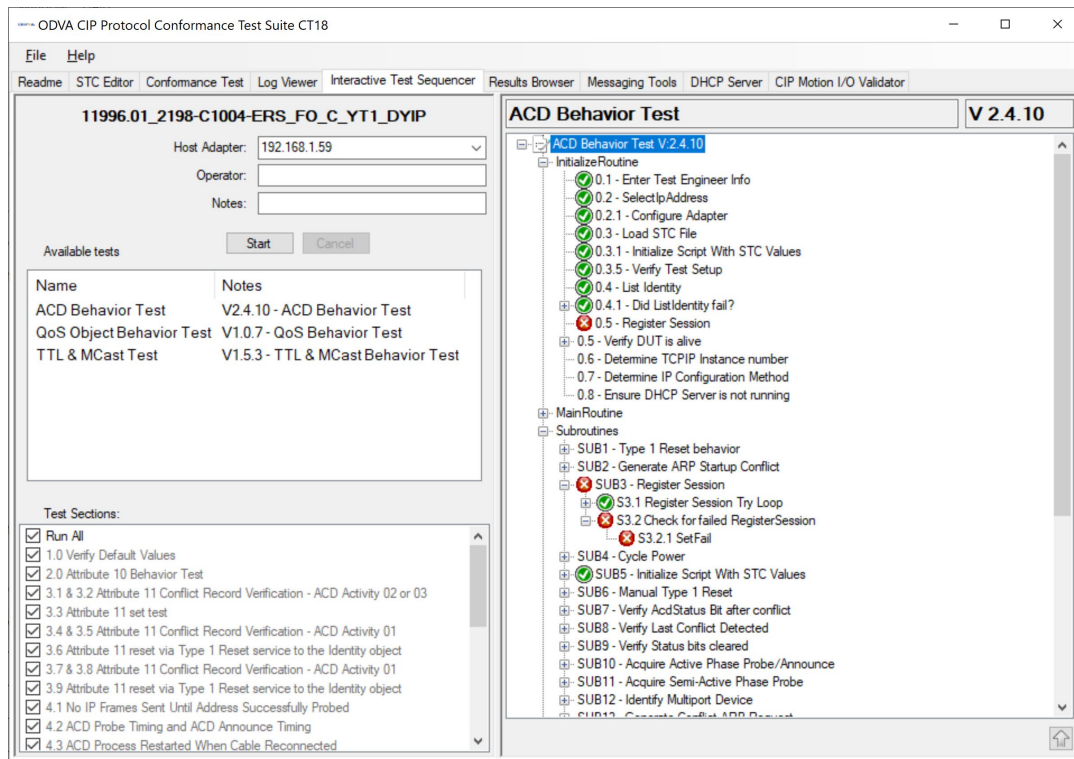 ODVA CIP Protocol Conformance Test Suite CT18
File Help
Readme STC Editor Conformance Test Log Viewer Interactive Test Sequencer Results Browser Messaging Tools DHCP Server CIP Motion I/O Validator
11996.01_2198-C1004-ERS_FO_C_YT1_DYIP
Host Adapter: 192.168.1.59
Operator:
Notes:
Start Cancel
Available tests
Name Notes
ACD Behavior Test V2.4.10 - ACD Behavior Test
QoS Object Behavior Test V1.0.7 - QoS Behavior Test
TTL & MCast Test V1.5.3 - TTL & MCast Behavior Test
Test Sections:
Run All
1.0 Verify Default Values
2.0 Attribute 10 Behavior Test
3.1 & 3.2 Attribute 11 Conflict Record Verification - ACD Activity 02 or 03
3.3 Attribute 11 set test
3.4 & 3.5 Attribute 11 Conflict Record Verification - ACD Activity 01
3.6 Attribute 11 reset via Type 1 Reset service to the Identity object
3.7 & 3.8 Attribute 11 Conflict Record Verification - ACD Activity 01
3.9 Attribute 11 reset via Type 1 Reset service to the Identity object
4.1 No IP Frames Sent Until Address Successfully Probed
4.2 ACD Probe Timing and ACD Announce Timing
4.3 ACD Process Restarted When Cable Reconnected
ACD Behavior Test V 2.4.10
ACD Behavior Test V:2.4.10
InitializeRoutine
0.1 - Enter Test Engineer Info
0.2 - SelectIpAddress
0.2.1 - Configure Adapter
0.3 - Load STC File
0.3.1 - Initialize Script With STC Values
0.3.5 - Verify Test Setup
0.4 - List Identity
0.4.1 - Did ListIdentity fail?
0.5 - Register Session
0.5 - Verify DUT is alive
0.6 - Determine TCPIP Instance number
0.7 - Determine IP Configuration Method
0.8 - Ensure DHCP Server is not running
MainRoutine
Subroutines
SUB1 - Type 1 Reset behavior
SUB2 - Generate ARP Startup Conflict
SUB3 - Register Session
S3.1 Register Session Try Loop
S3.2 Check for failed RegisterSession
S3.2.1 SetFail
SUB4 - Cycle Power
SUB5 - Initialize Script With STC Values
SUB6 - Manual Type 1 Reset
SUB7 - Verify AcdStatus Bit after conflict
SUB8 - Verify Last Conflict Detected
SUB9 - Verify Status bits cleared
SUB10 - Acquire Active Phase Probe/Announce
SUB11 - Acquire Semi-Active Phase Probe
SUB12 - Identify Multiport Device
SUB13 - Generate Conflict ARP Request